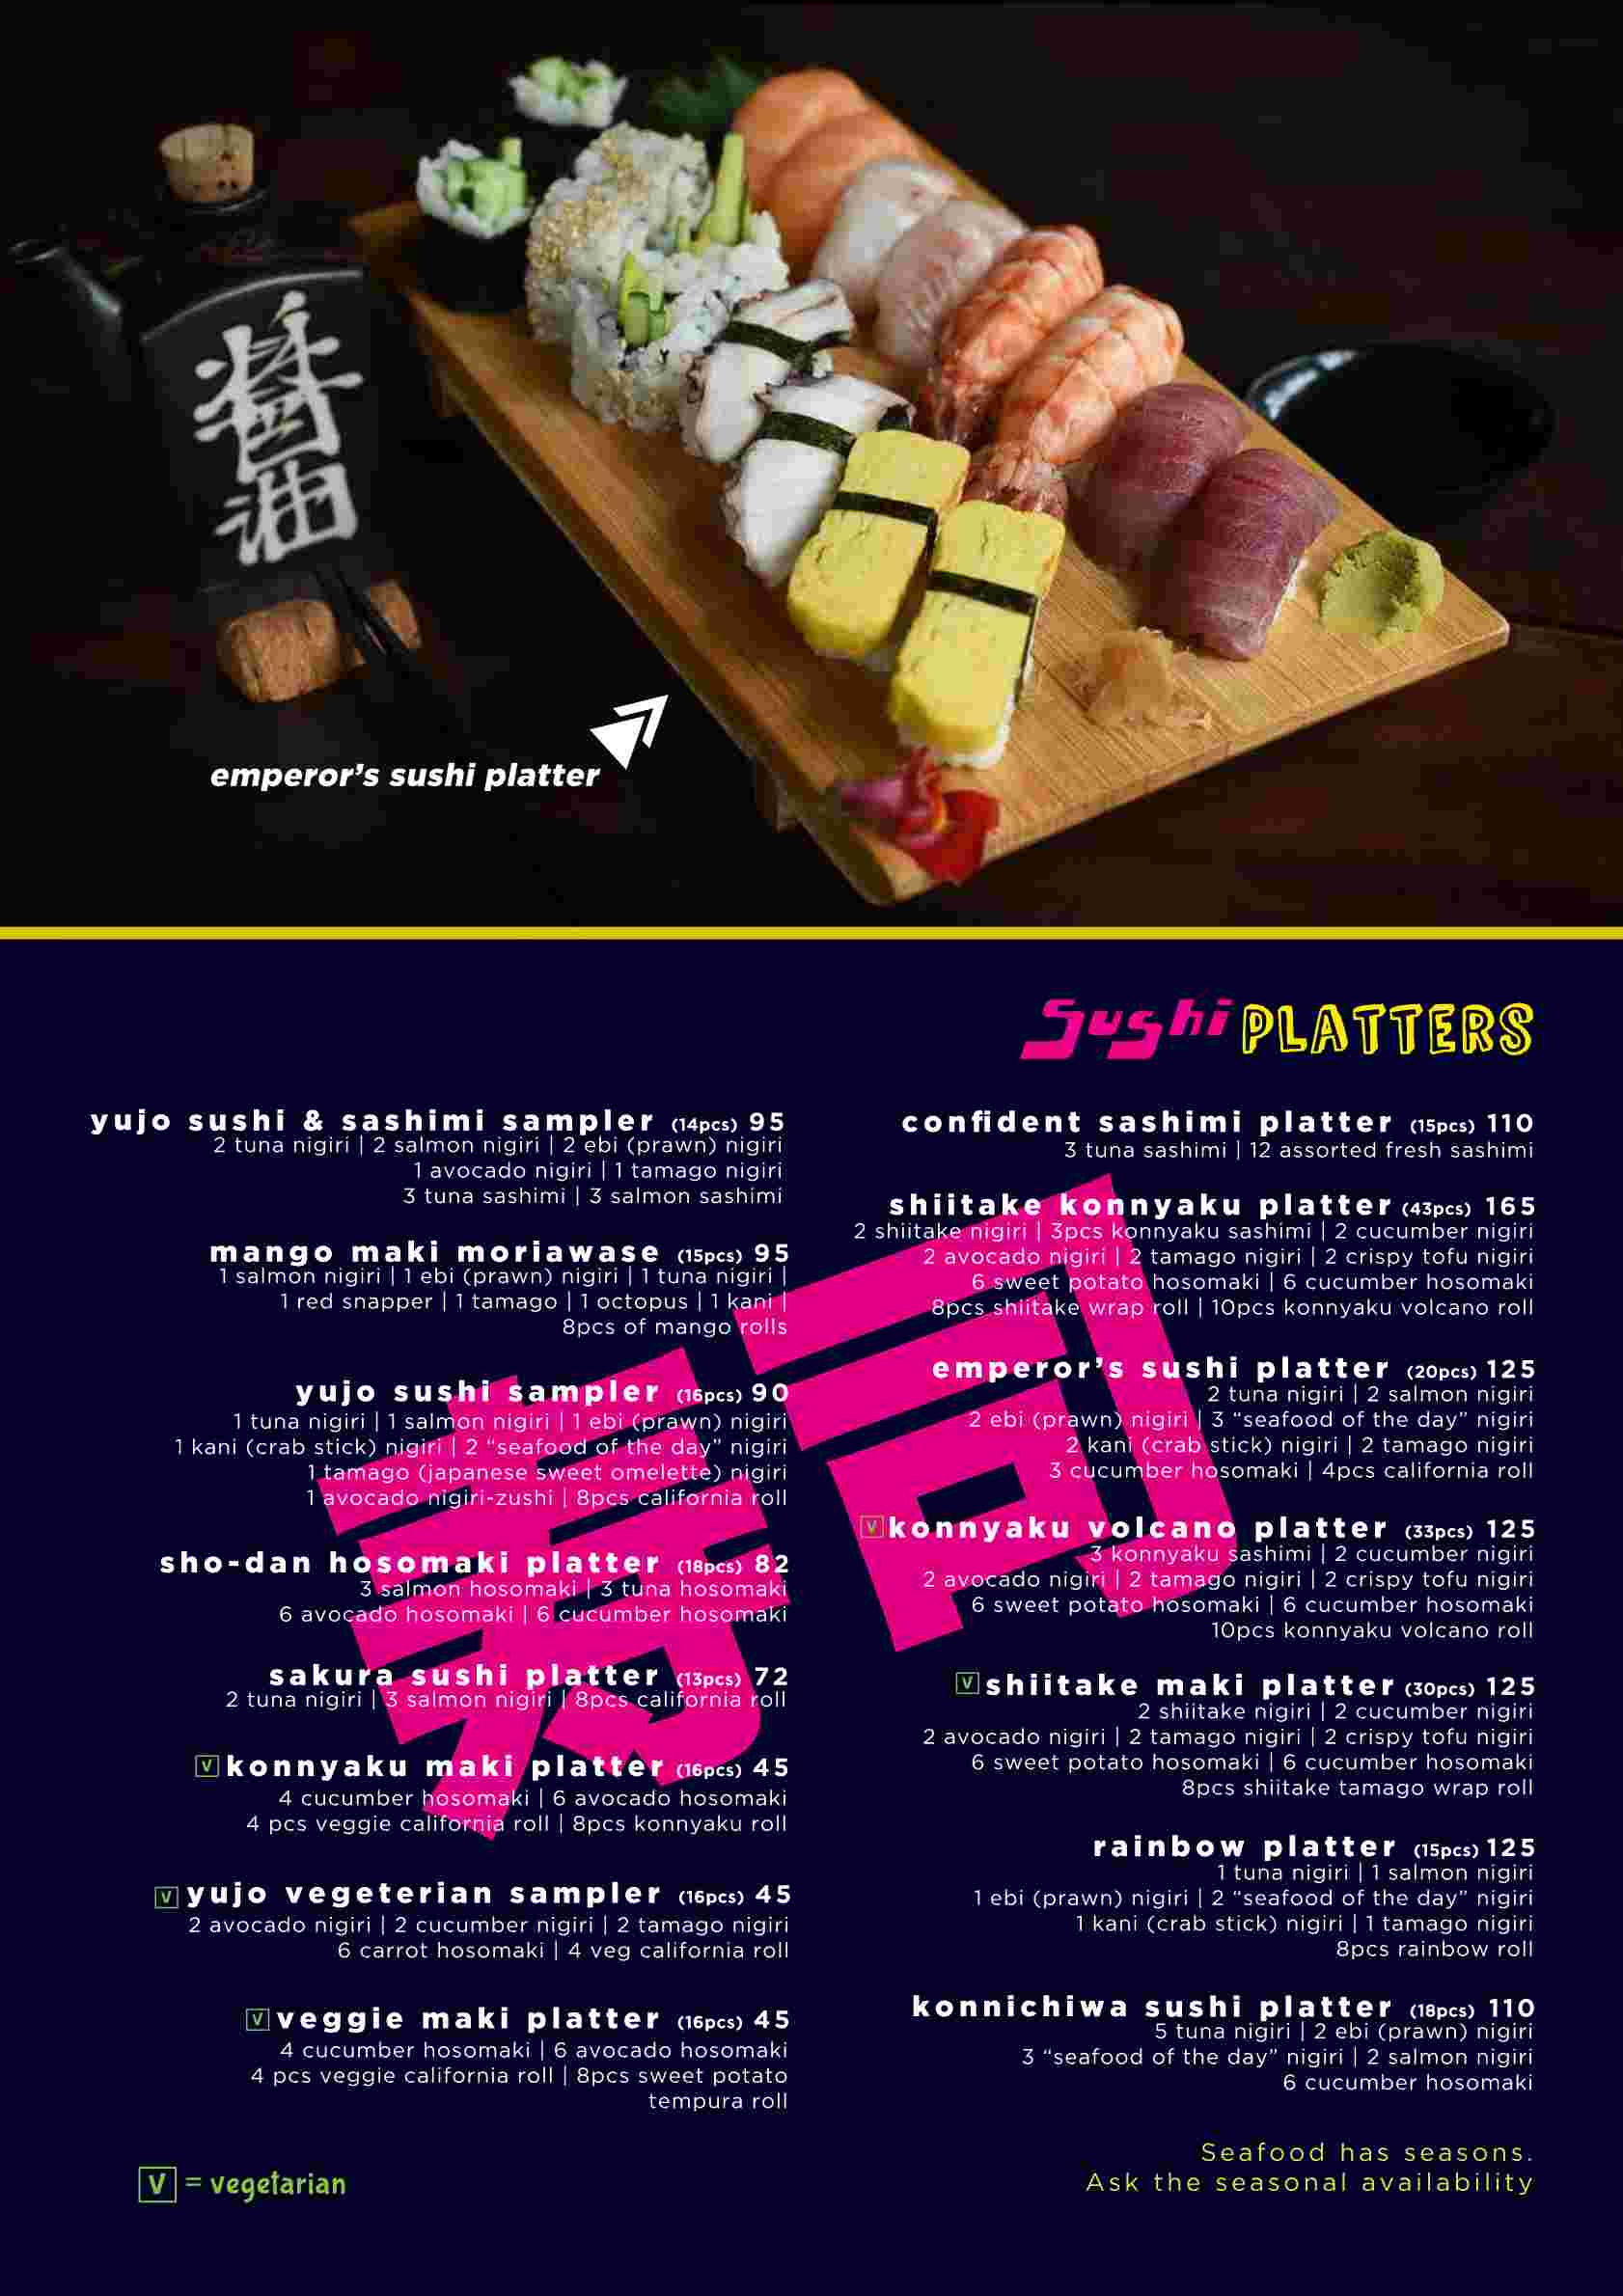 醤油
emperor's sushi platter
Sushi PLATTERS
yujo sushi & sashimi sampler (14pcs) 95
2 tuna nigiri | 2 salmon nigiri | 2 ebi (prawn) nigiri
1 avocado nigiri | 1 tamago nigiri
3 tuna sashimi | 3 salmon sashimi
mango maki moriawase (15pcs) 95
1 salmon nigiri | 1 ebi (prawn) nigiri | 1 tuna nigiri |
1 red snapper | 1 tamago | 1 octopus | 1 kani |
8pcs of mango rolls
yujo sushi sampler (16pcs) 90
1 tuna nigiri | 1 salmon nigiri | 1 ebi (prawn) nigiri
1 kani (crab stick) nigiri | 2 "seafood of the day" nigiri
1 tamago (japanese sweet omelette) nigiri
1 avocado nigiri-zushi | 8pcs california roll
sho-dan hosomaki platter (18pcs) 82
3 salmon hosomaki | 3 tuna hosomaki
6 avocado hosomaki | 6 cucumber hosomaki
sakura sushi platter (13pcs) 72
2 tuna nigiri | 3 salmon nigiri | 8pcs california roll
V konnyaku maki platter (16pcs) 45
4 cucumber hosomaki | 6 avocado hosomaki
4 pcs veggie california roll | 8pcs konnyaku roll
V yujo vegeterian sampler (16pcs) 45
2 avocado nigiri | 2 cucumber nigiri | 2 tamago nigiri
6 carrot hosomaki | 4 veg california roll
V veggie maki platter (16pcs) 45
4 cucumber hosomaki | 6 avocado hosomaki
4 pcs veggie california roll | 8pcs sweet potato
tempura roll
V = vegetarian
confident sashimi platter (15pcs) 110
3 tuna sashimi | 12 assorted fresh sashimi
shiitake konnyaku platter (43pcs) 165
2 shiitake nigiri | 3pcs konnyaku sashimi | 2 cucumber nigiri
2 avocado nigiri | 2 tamago nigiri | 2 crispy tofu nigiri
6 sweet potato hosomaki | 6 cucumber hosomaki
8pcs shiitake wrap roll | 10pcs konnyaku volcano roll
emperor's sushi platter (20pcs) 125
2 tuna nigiri | 2 salmon nigiri
2 ebi (prawn) nigiri | 3 "seafood of the day" nigiri
2 kani (crab stick) nigiri | 2 tamago nigiri
3 cucumber hosomaki | 4pcs california roll
V konnyaku volcano platter (33pcs) 125
3 konnyaku sashimi | 2 cucumber nigiri
2 avocado nigiri | 2 tamago nigiri | 2 crispy tofu nigiri
6 sweet potato hosomaki | 6 cucumber hosomaki
10pcs konnyaku volcano roll
V shiitake maki platter (30pcs) 125
2 shiitake nigiri | 2 cucumber nigiri
2 avocado nigiri | 2 tamago nigiri | 2 crispy tofu nigiri
6 sweet potato hosomaki | 6 cucumber hosomaki
8pcs shiitake tamago wrap roll
rainbow platter (15pcs) 125
1 tuna nigiri | 1 salmon nigiri
1 ebi (prawn) nigiri | 2 "seafood of the day" nigiri
1 kani (crab stick) nigiri | 1 tamago nigiri
8pcs rainbow roll
konnichiwa sushi platter (18pcs) 110
5 tuna nigiri | 2 ebi (prawn) nigiri
3 "seafood of the day" nigiri | 2 salmon nigiri
6 cucumber hosomaki
Seafood has seasons.
Ask the seasonal availability
寿司